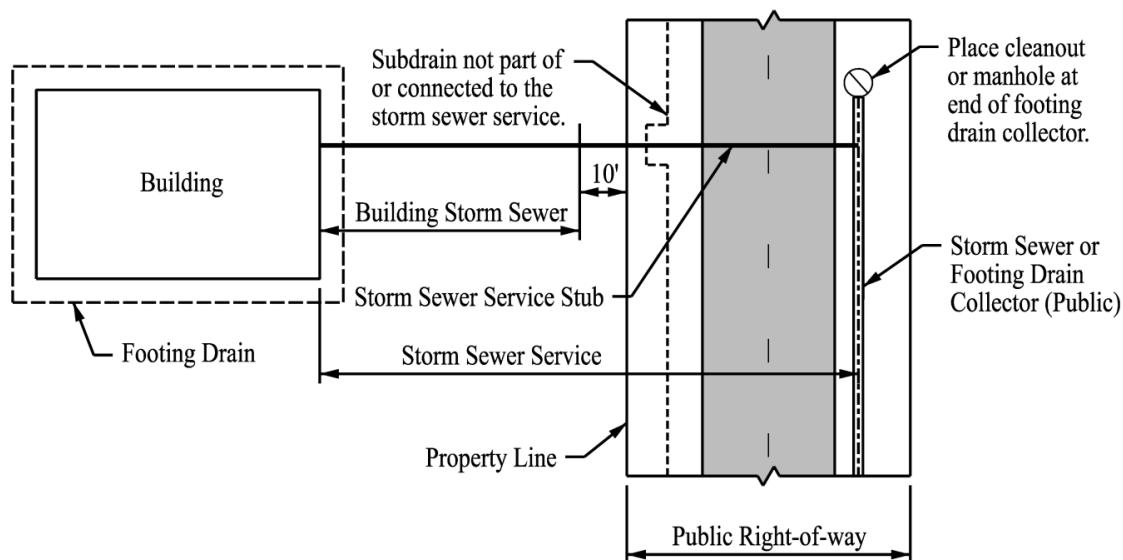 Subdrain not part of
or connected to the
storm sewer service.
Place cleanout
or manhole at
end of footing
drain collector.
Building
10'
Building Storm Sewer
Storm Sewer or
Footing Drain
Collector (Public)
Storm Sewer Service Stub
Footing Drain
Storm Sewer Service
Property Line
Public Right-of-way